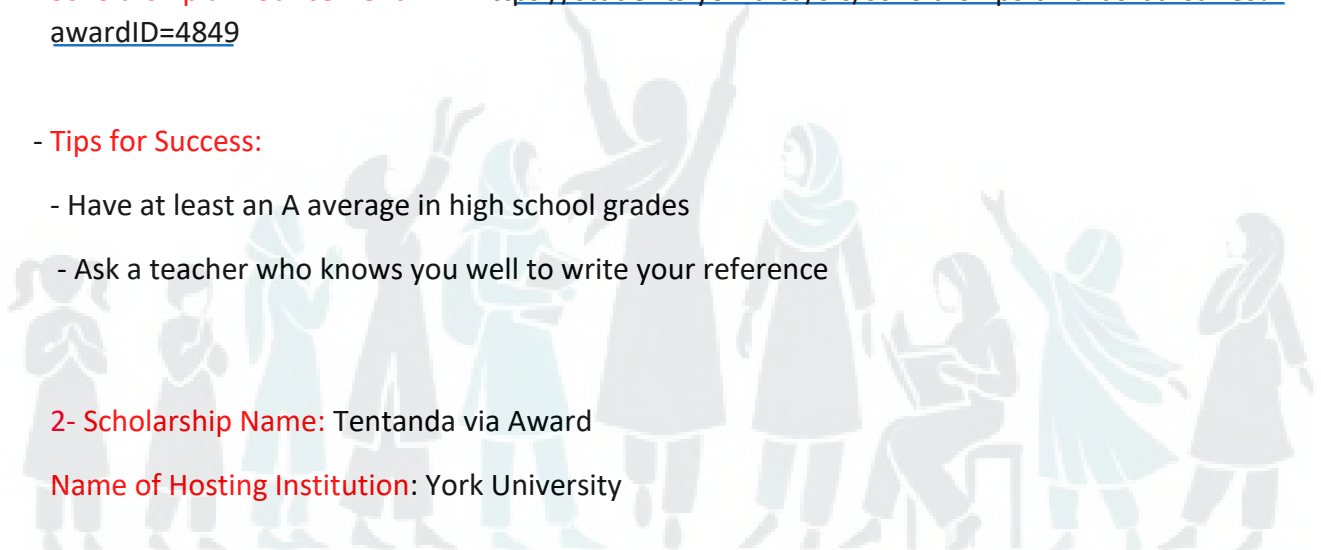 awardID=4849
- Tips for Success:
- Have at least an A average in high school grades
- Ask a teacher who knows you well to write your reference
2- Scholarship Name: Tentanda via Award
Name of Hosting Institution: York University